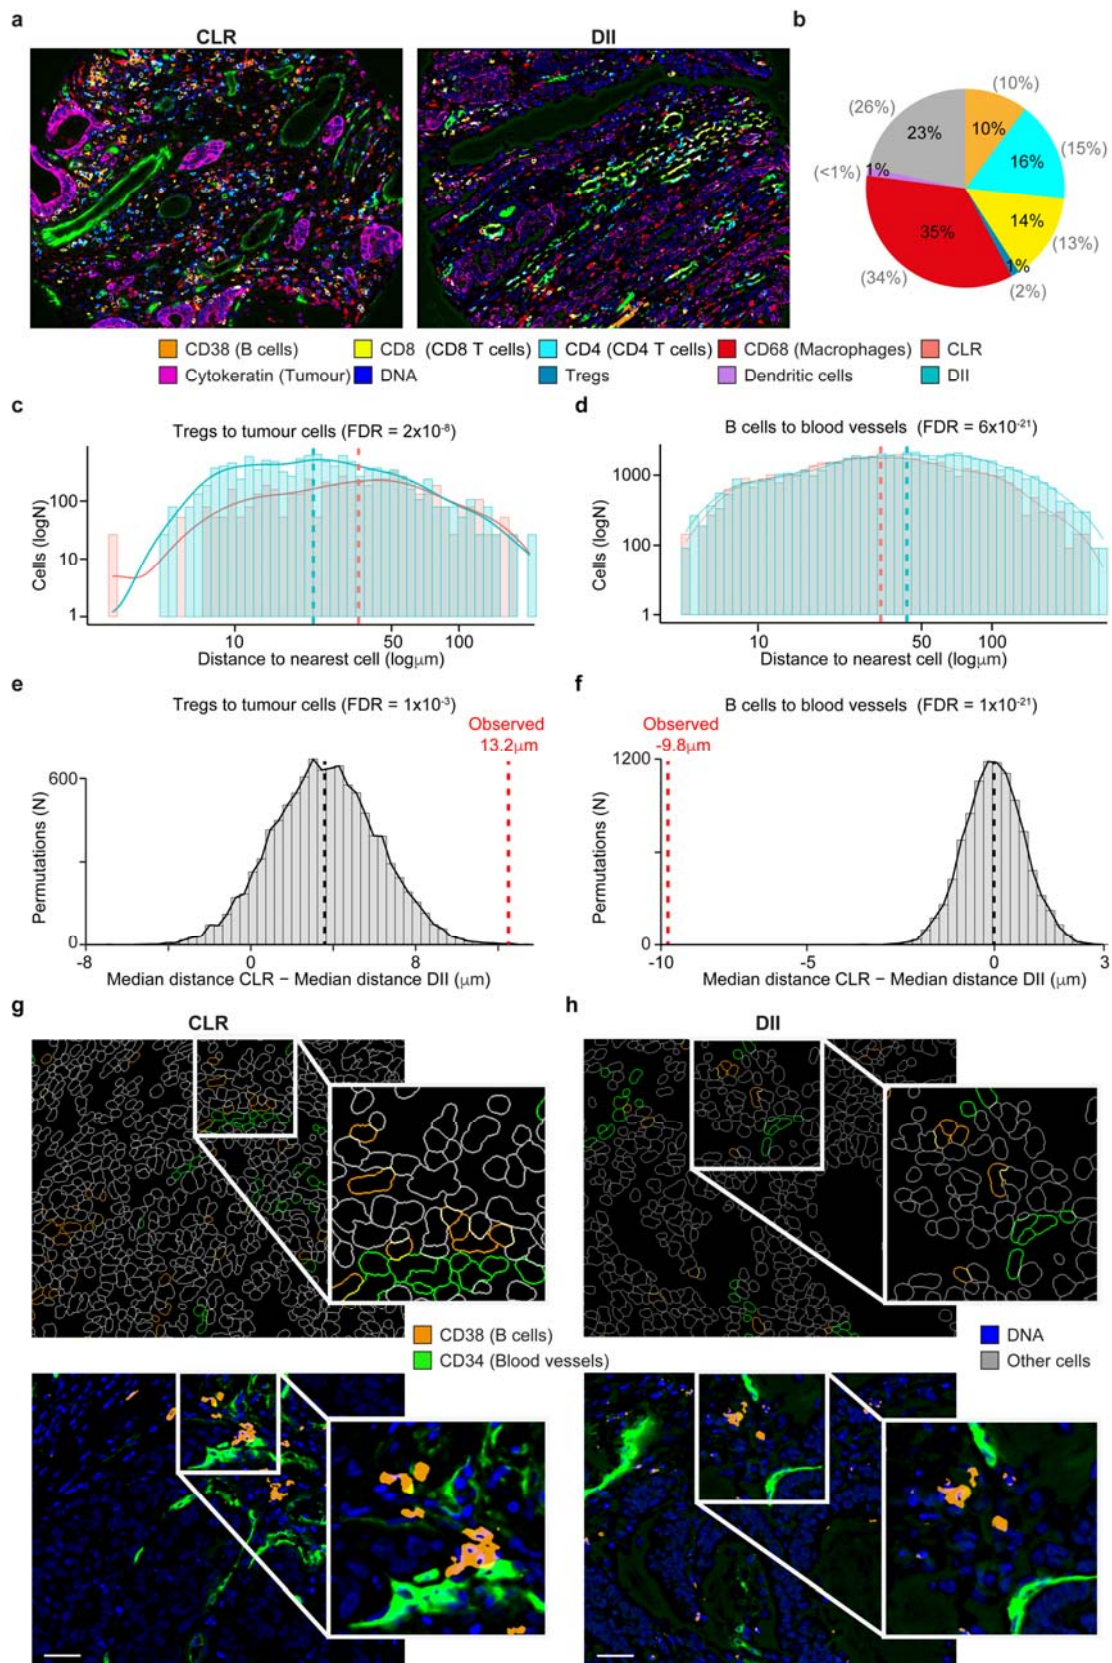 a
b
CLR
DII
(10%)
(26%)
10%
23%
16%
(15%)
(<1%)
1%
14%
35%
(13%)
1%
(34%)
(2%)
CD38 (B cells)
CD8 (CD8 T cells)
CD4 (CD4 T cells)
CD68 (Macrophages)
CLR
Cytokeratin (Tumour)
DNA
Tregs
Dendritic cells
DII
c
Tregs to tumour cells (FDR = 2x10⁻⁸)
Cells (logN)
100
10
1
10
50
100
Distance to nearest cell (logµm)
d
B cells to blood vessels (FDR = 6x10⁻²¹)
Cells (logN)
1000
100
1
10
50
100
Distance to nearest cell (logµm)
e
Tregs to tumour cells (FDR = 1x10⁻³)
Observed
13.2µm
Permutations (N)
600
0
-8
0
8
Median distance CLR – Median distance DII (µm)
f
B cells to blood vessels (FDR = 1x10⁻²¹)
Observed
-9.8µm
Permutations (N)
1200
0
-10
-5
0
3
Median distance CLR – Median distance DII (µm)
g
CLR
h
DII
CD38 (B cells)
CD34 (Blood vessels)
DNA
Other cells